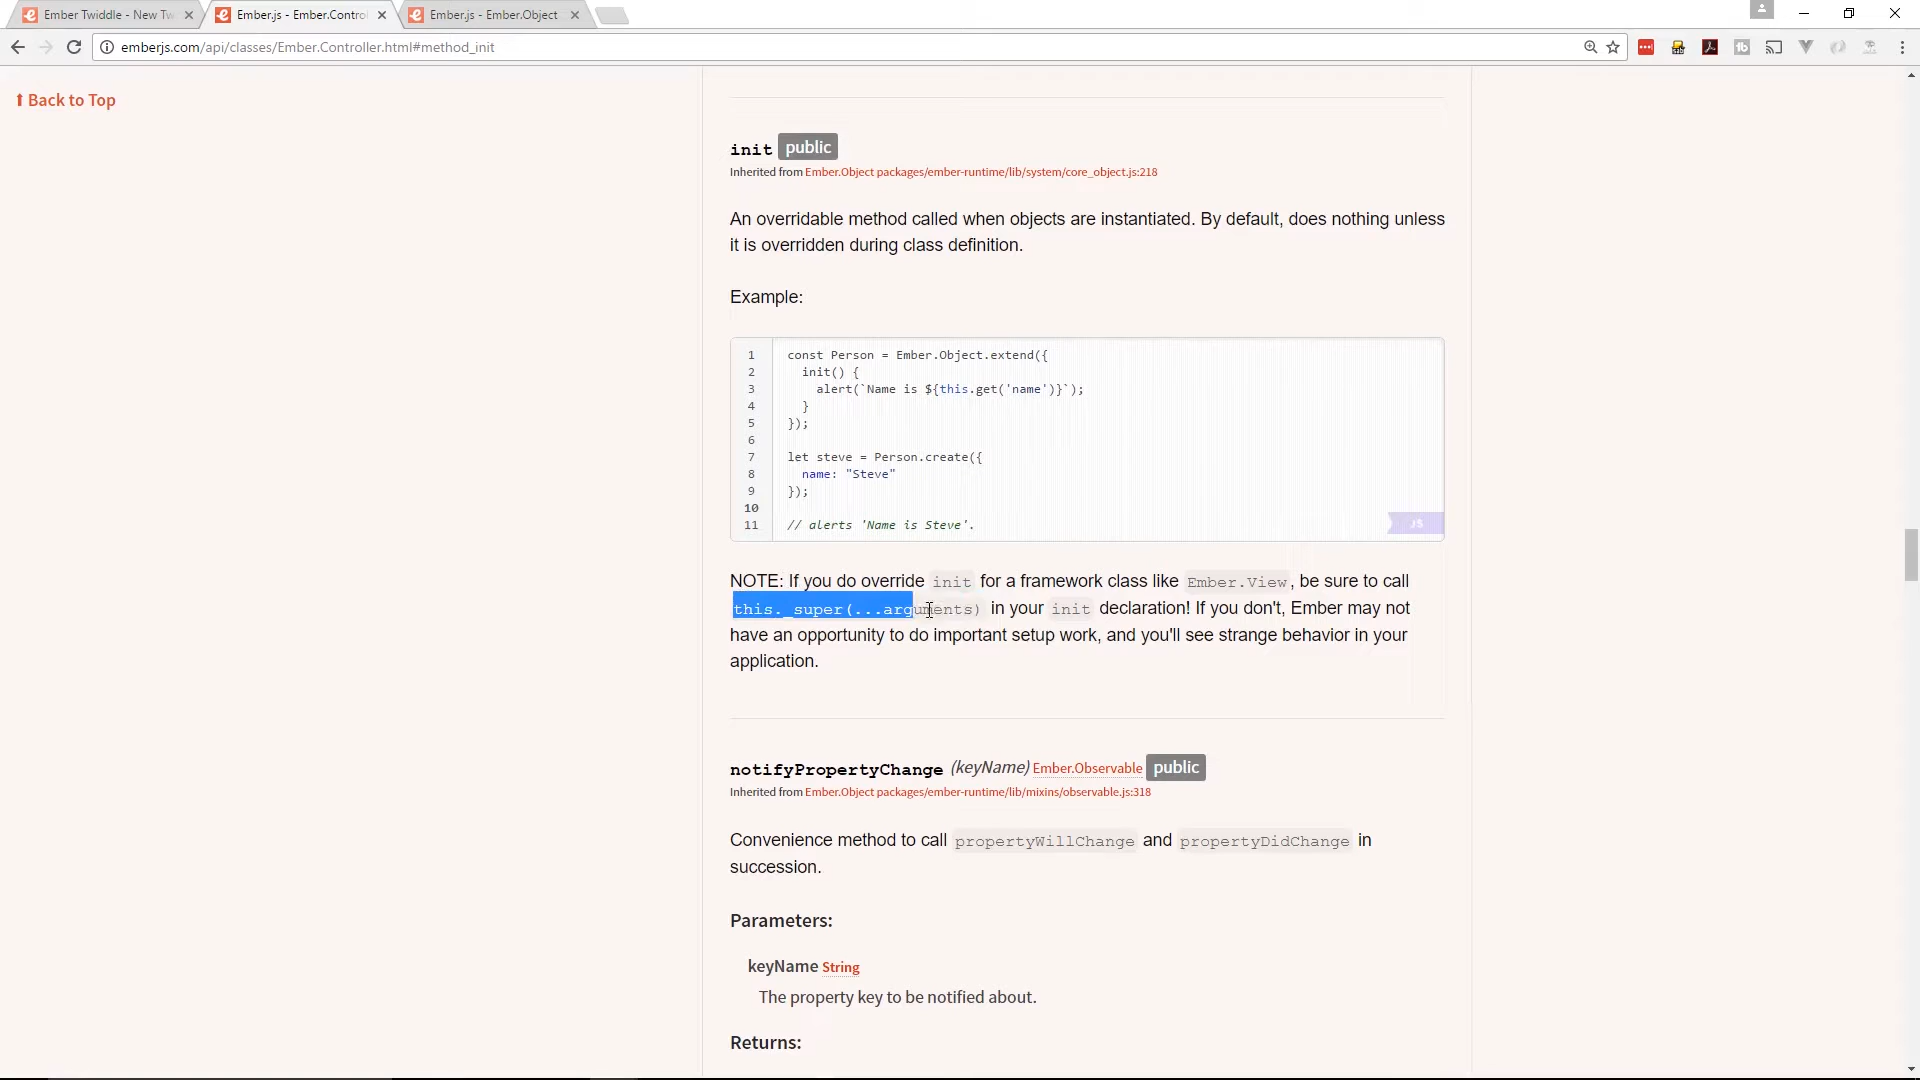 Ember Twiddle - New Tw
Ember.js - Ember.Contro
Ember.js - Ember.Object
emberjs.com/api/classes/Ember.Controller.html#method_init
⬆ Back to Top
init public
Inherited from Ember.Object packages/ember-runtime/lib/system/core_object.js:218
An overridable method called when objects are instantiated. By default, does nothing unless
it is overridden during class definition.
Example:
1 const Person = Ember.Object.extend({
2 init() {
3 alert(`Name is ${this.get('name')}`);
4 }
5 });
6
7 let steve = Person.create({
8 name: "Steve"
9 });
10
11 // alerts 'Name is Steve'.
JS
NOTE: If you do override init for a framework class like Ember.View, be sure to call
this._super(...arguments) in your init declaration! If you don't, Ember may not
have an opportunity to do important setup work, and you'll see strange behavior in your
application.
notifyPropertyChange (keyName) Ember.Observable public
Inherited from Ember.Object packages/ember-runtime/lib/mixins/observable.js:318
Convenience method to call propertyWillChange and propertyDidChange in
succession.
Parameters:
keyName String
The property key to be notified about.
Returns: